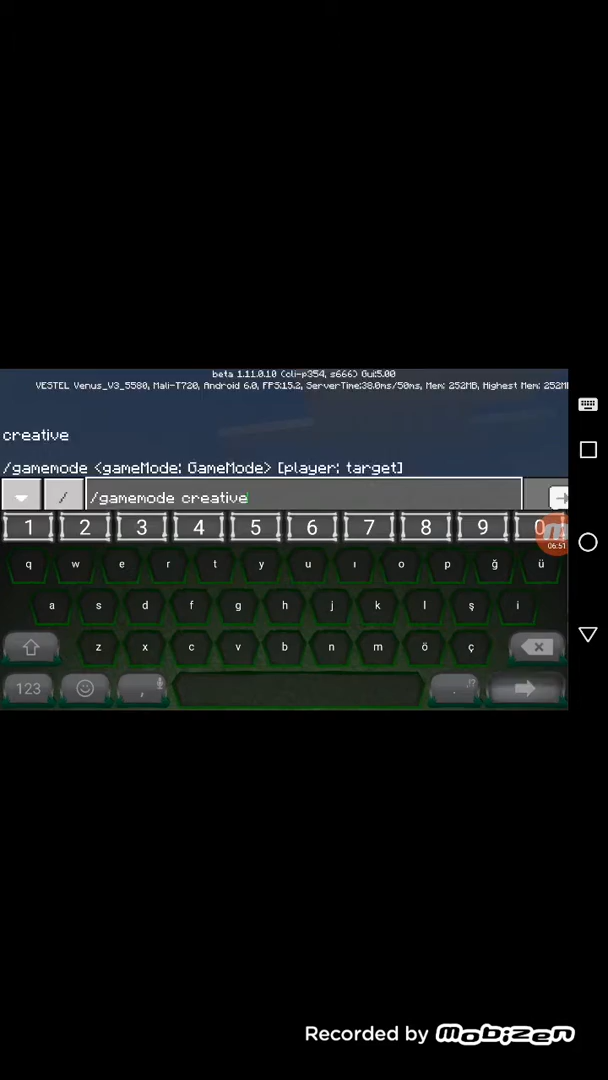 beta 1.11.0.10 (cli-p354, s666) Gui:5.00
VESTEL Venus_V3_5580, Mali-T720, Android 6.0, FPS:15.2, ServerTime:38.0ms/50ms, Mem: 252MB, Highest Mem: 252MB
creative
/gamemode <gameMode: GameMode> [player: target]
/ /gamemode creative
1 2 3 4 5 6 7 8 9 0
06:51
q w e r t y u ı o p ğ ü
a s d f g h j k l ş i
z x c v b n m ö ç
123 , . ,!?
Recorded by mobizen